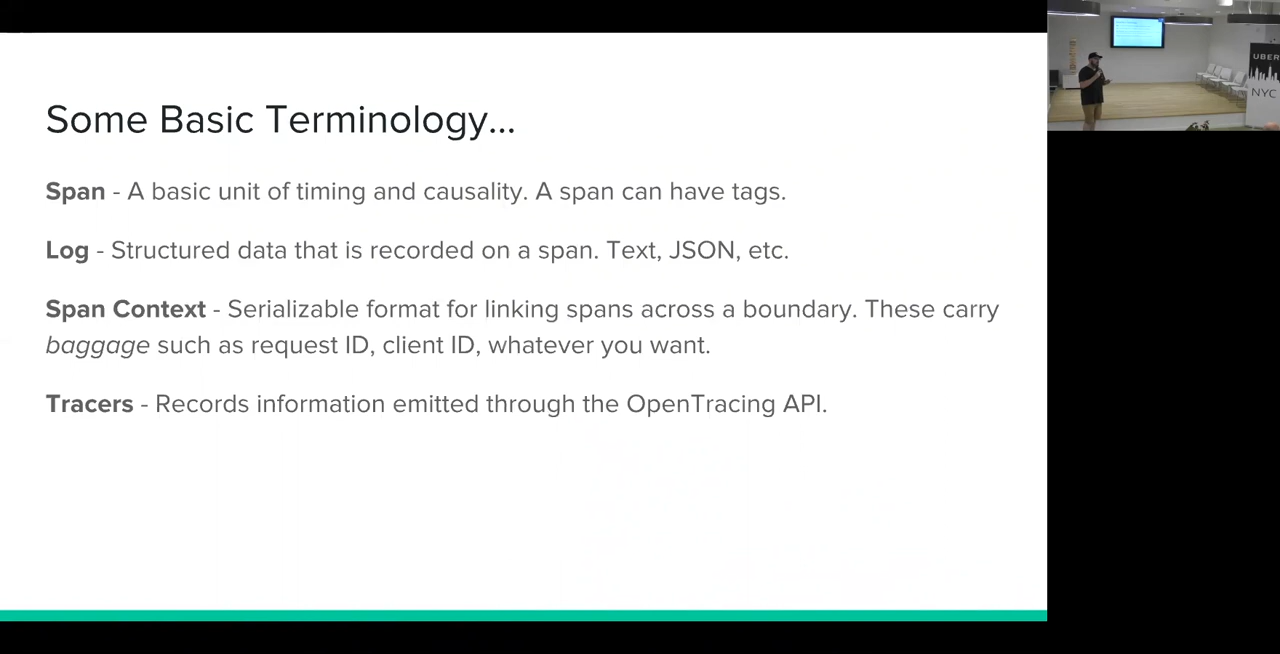 Some Basic Terminology...
Span - A basic unit of timing and causality. A span can have tags.
Log - Structured data that is recorded on a span. Text, JSON, etc.
Span Context - Serializable format for linking spans across a boundary. These carry
baggage such as request ID, client ID, whatever you want.
Tracers - Records information emitted through the OpenTracing API.
UBER
NYC